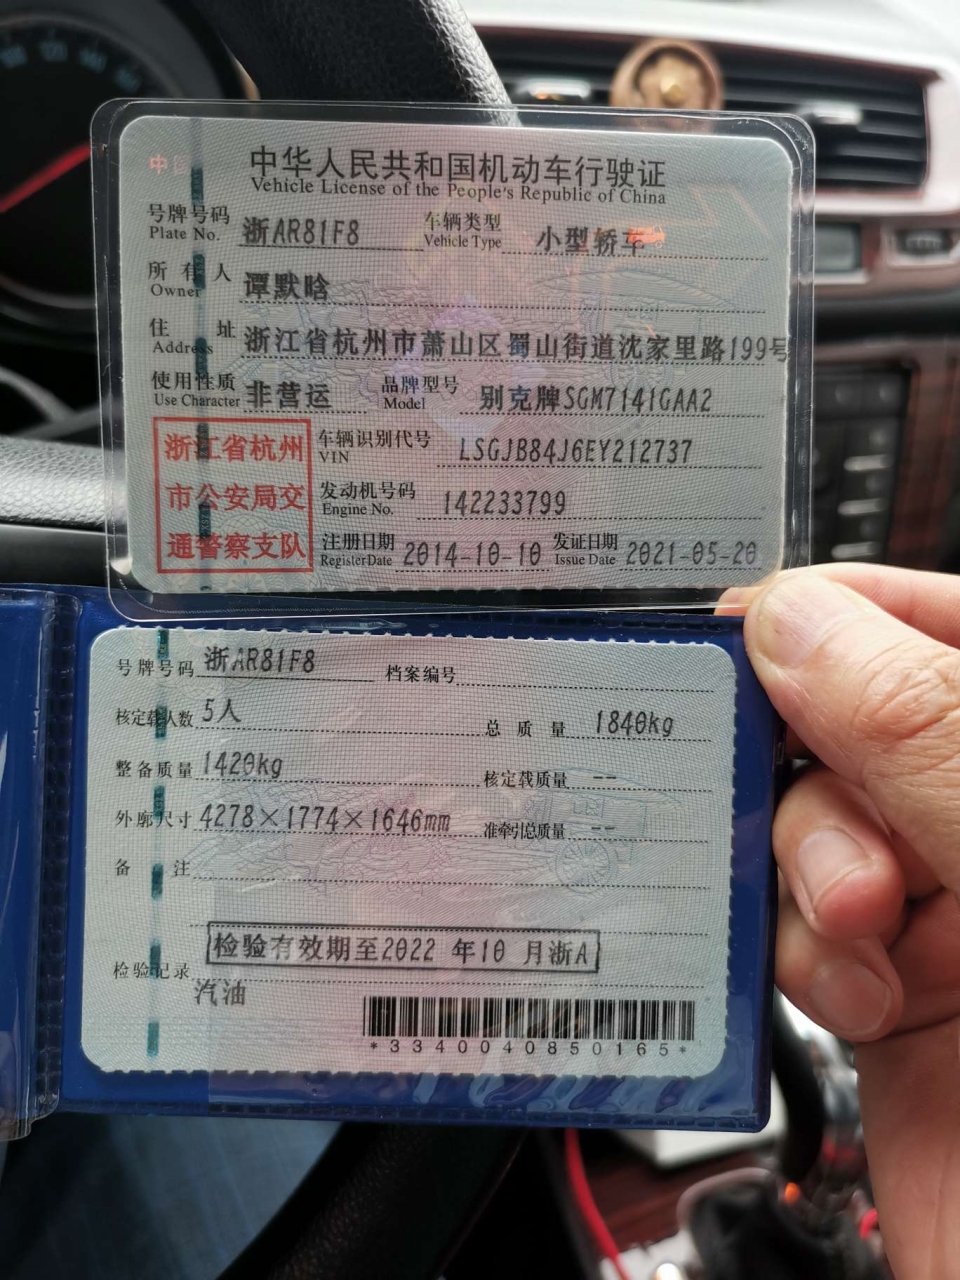 中华人民共和国机动车行驶证
Vehicle License of the People's Republic of China
号牌号码 浙AR81F8 车辆类型 小型轿车
Plate No. Vehicle Type
所有人 谭默晗
Owner
住址 浙江省杭州市萧山区蜀山街道沈家里路199号
Address
使用性质 非营运 品牌型号 别克牌SGM7141GAA2
Use Character Model
浙江省杭州
市公安局交
通警察支队
车辆识别代号 LSGJB84J6EY212737
VIN
发动机号码 142233799
Engine No.
注册日期 2014-10-10 发证日期 2021-05-20
Register Date Issue Date
号牌号码 浙AR81F8 档案编号
核定载人数 5人 总质量 1840kg
整备质量 1420kg 核定载质量 --
外廓尺寸 4278×1774×1646mm 准牵引总质量 --
备注
检验有效期至2022 年10 月浙A
检验记录
汽油
*3340040850165*